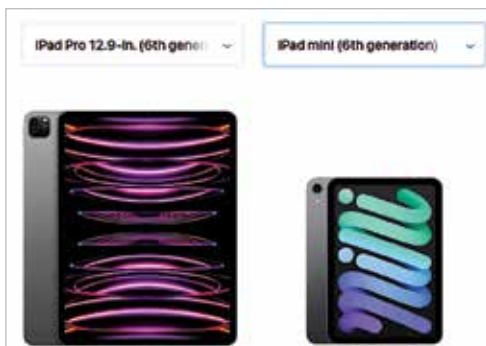 iPad Pro 12.9-in. (6th gener
iPad mini (6th generation)